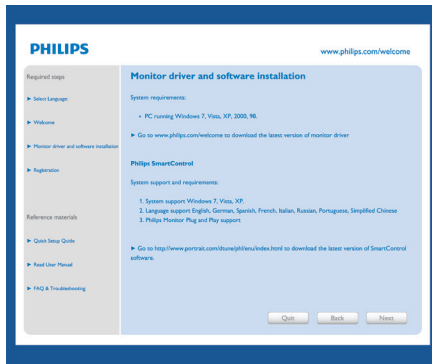 PHILIPS
www.philips.com/welcome
Required steps
► Select Language
► Welcome
► Monitor driver and software installation
► Registration
Reference materials
► Quick Setup Guide
► Read User Manual
► FAQ & Troubleshooting
Monitor driver and software installation
System requirements:
• PC running Windows 7, Vista, XP, 2000, 98.
► Go to www.philips.com/welcome to download the latest version of monitor driver
Philips SmartControl
System support and requirements:
1. System support Windows 7, Vista, XP.
2. Language support English, German, Spanish, French, Italian, Russian, Portuguese, Simplified Chinese
3. Philips Monitor Plug and Play support
► Go to http://www.portrait.com/dtune/phl/enu/index.html to download the latest version of SmartControl
software.
Quit
Back
Next